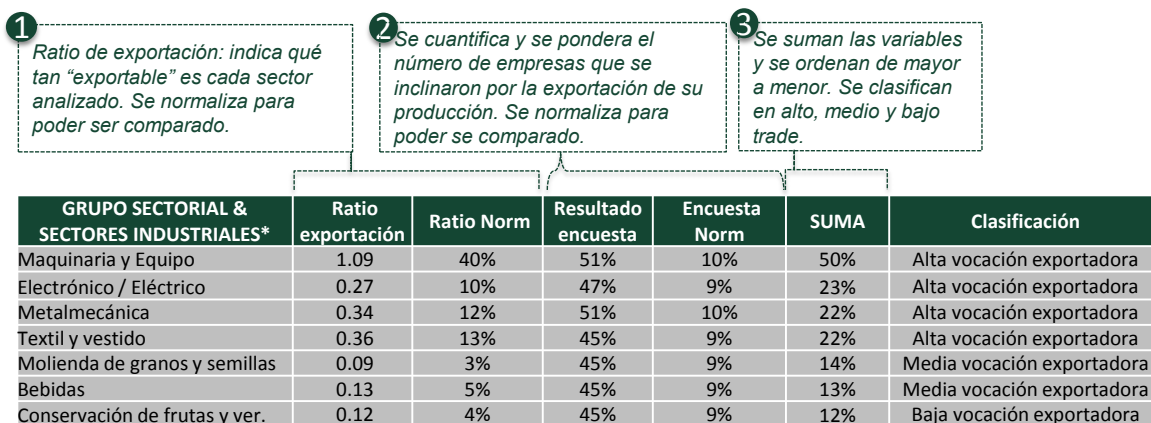 1
Ratio de exportación: indica qué
tan “exportable” es cada sector
analizado. Se normaliza para
poder ser comparado.
2
Se cuantifica y se pondera el
número de empresas que se
inclinaron por la exportación de su
producción. Se normaliza para
poder se comparado.
3
Se suman las variables
y se ordenan de mayor
a menor. Se clasifican
en alto, medio y bajo
trade.
GRUPO SECTORIAL & SECTORES INDUSTRIALES* Ratio exportación Ratio Norm Resultado encuesta Encuesta Norm SUMA Clasificación
Maquinaria y Equipo 1.09 40% 51% 10% 50% Alta vocación exportadora
Electrónico / Eléctrico 0.27 10% 47% 9% 23% Alta vocación exportadora
Metalmecánica 0.34 12% 51% 10% 22% Alta vocación exportadora
Textil y vestido 0.36 13% 45% 9% 22% Alta vocación exportadora
Molienda de granos y semillas 0.09 3% 45% 9% 14% Media vocación exportadora
Bebidas 0.13 5% 45% 9% 13% Media vocación exportadora
Conservación de frutas y ver. 0.12 4% 45% 9% 12% Baja vocación exportadora